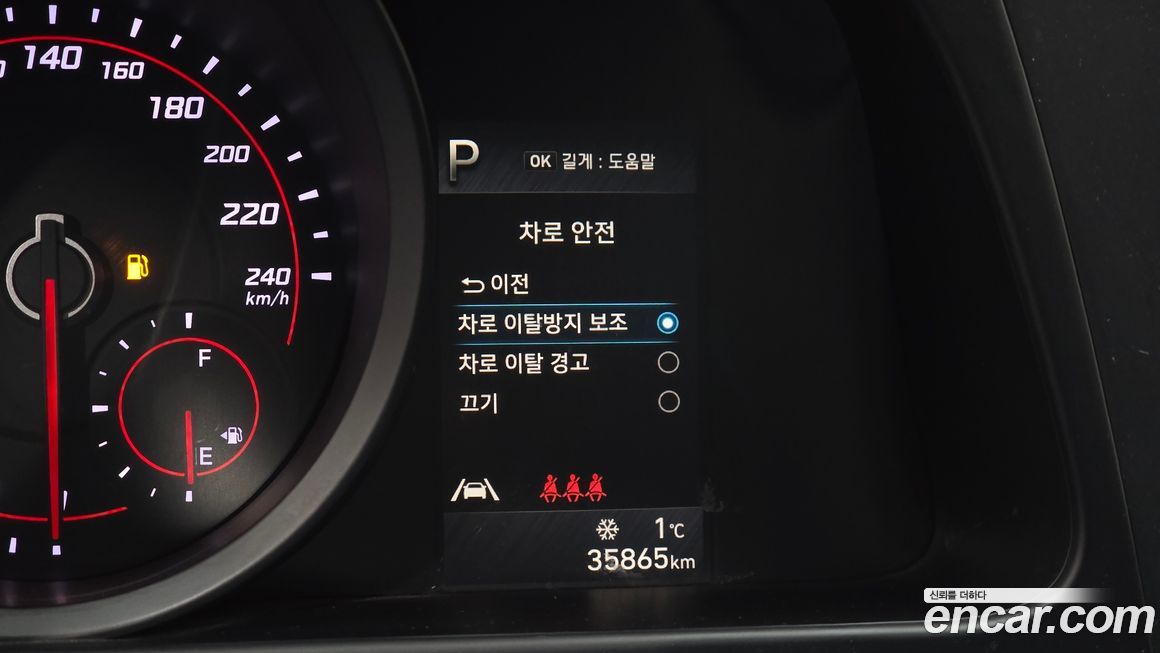 140
160
180
200
220
240
km/h
F
E
P
OK 길게 : 도움말
차로 안전
이전
차로 이탈방지 보조
차로 이탈 경고
끄기
1℃
35865km
신뢰를 더하다
encar.com